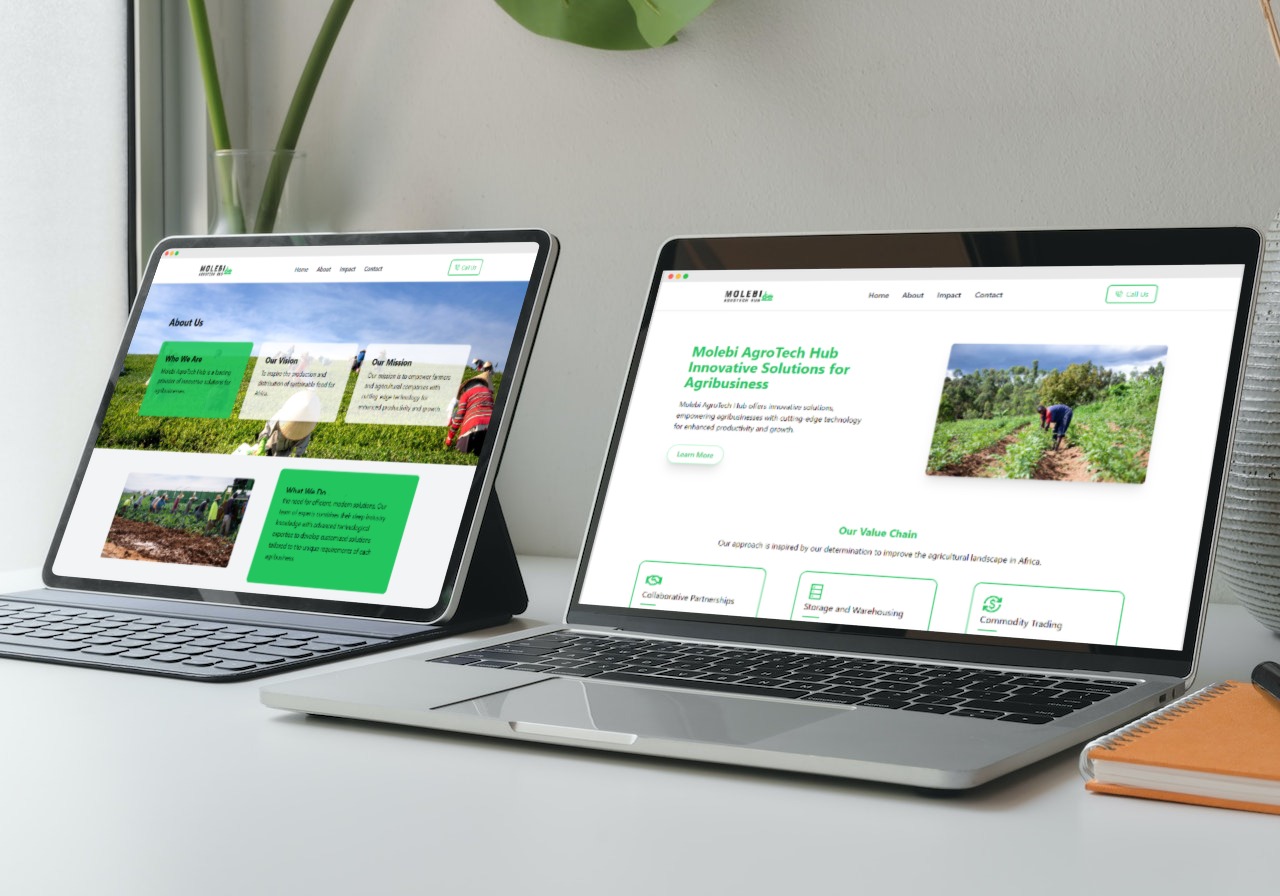 MOLEBI
AGROTECH HUB
Home About Impact Contact
Call Us
About Us
Who We Are
Molebi AgroTech Hub is a leading
provider of innovative solutions for
agribusinesses.
Our Vision
To inspire the production and
distribution of sustainable food for
Africa.
Our Mission
Our mission is to empower farmers
and agricultural companies with
cutting-edge technology for
enhanced productivity and growth.
What We Do
the need for efficient, modern solutions. Our
team of experts combines their deep industry
knowledge with advanced technological
expertise to develop customized solutions
tailored to the unique requirements of each
agribusiness.
MOLEBI
AGROTECH HUB
Home About Impact Contact
Call Us
Molebi AgroTech Hub
Innovative Solutions for
Agribusiness
Molebi AgroTech Hub offers innovative solutions,
empowering agribusinesses with cutting-edge technology
for enhanced productivity and growth.
Learn More
Our Value Chain
Our approach is inspired by our determination to improve the agricultural landscape in Africa.
Collaborative Partnerships
Storage and Warehousing
Commodity Trading